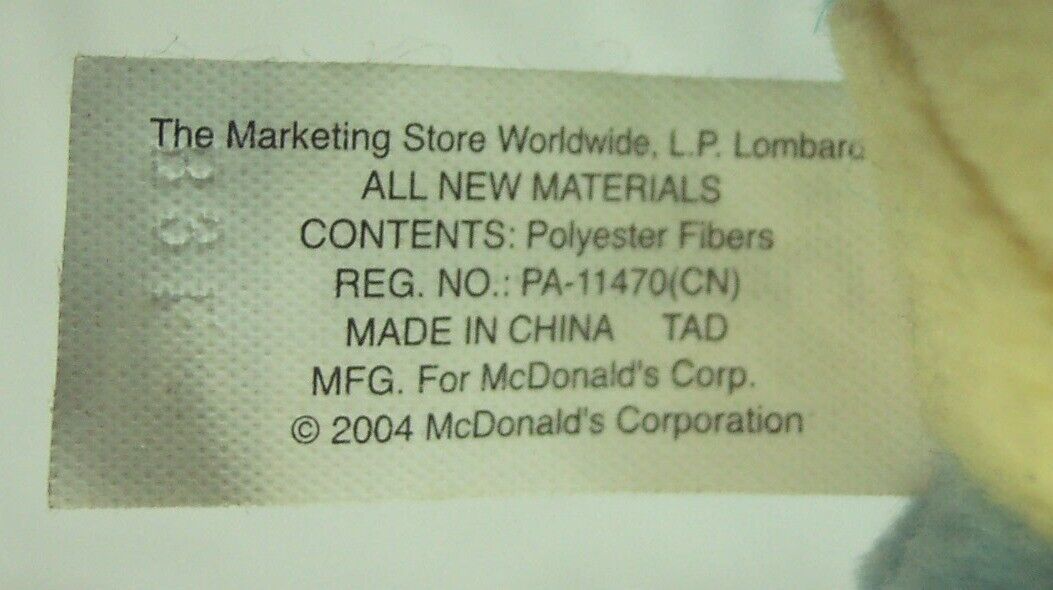 The Marketing Store Worldwide, L.P. Lombard
ALL NEW MATERIALS
CONTENTS: Polyester Fibers
REG. NO.: PA-11470(CN)
MADE IN CHINA TAD
MFG. For McDonald's Corp.
© 2004 McDonald's Corporation